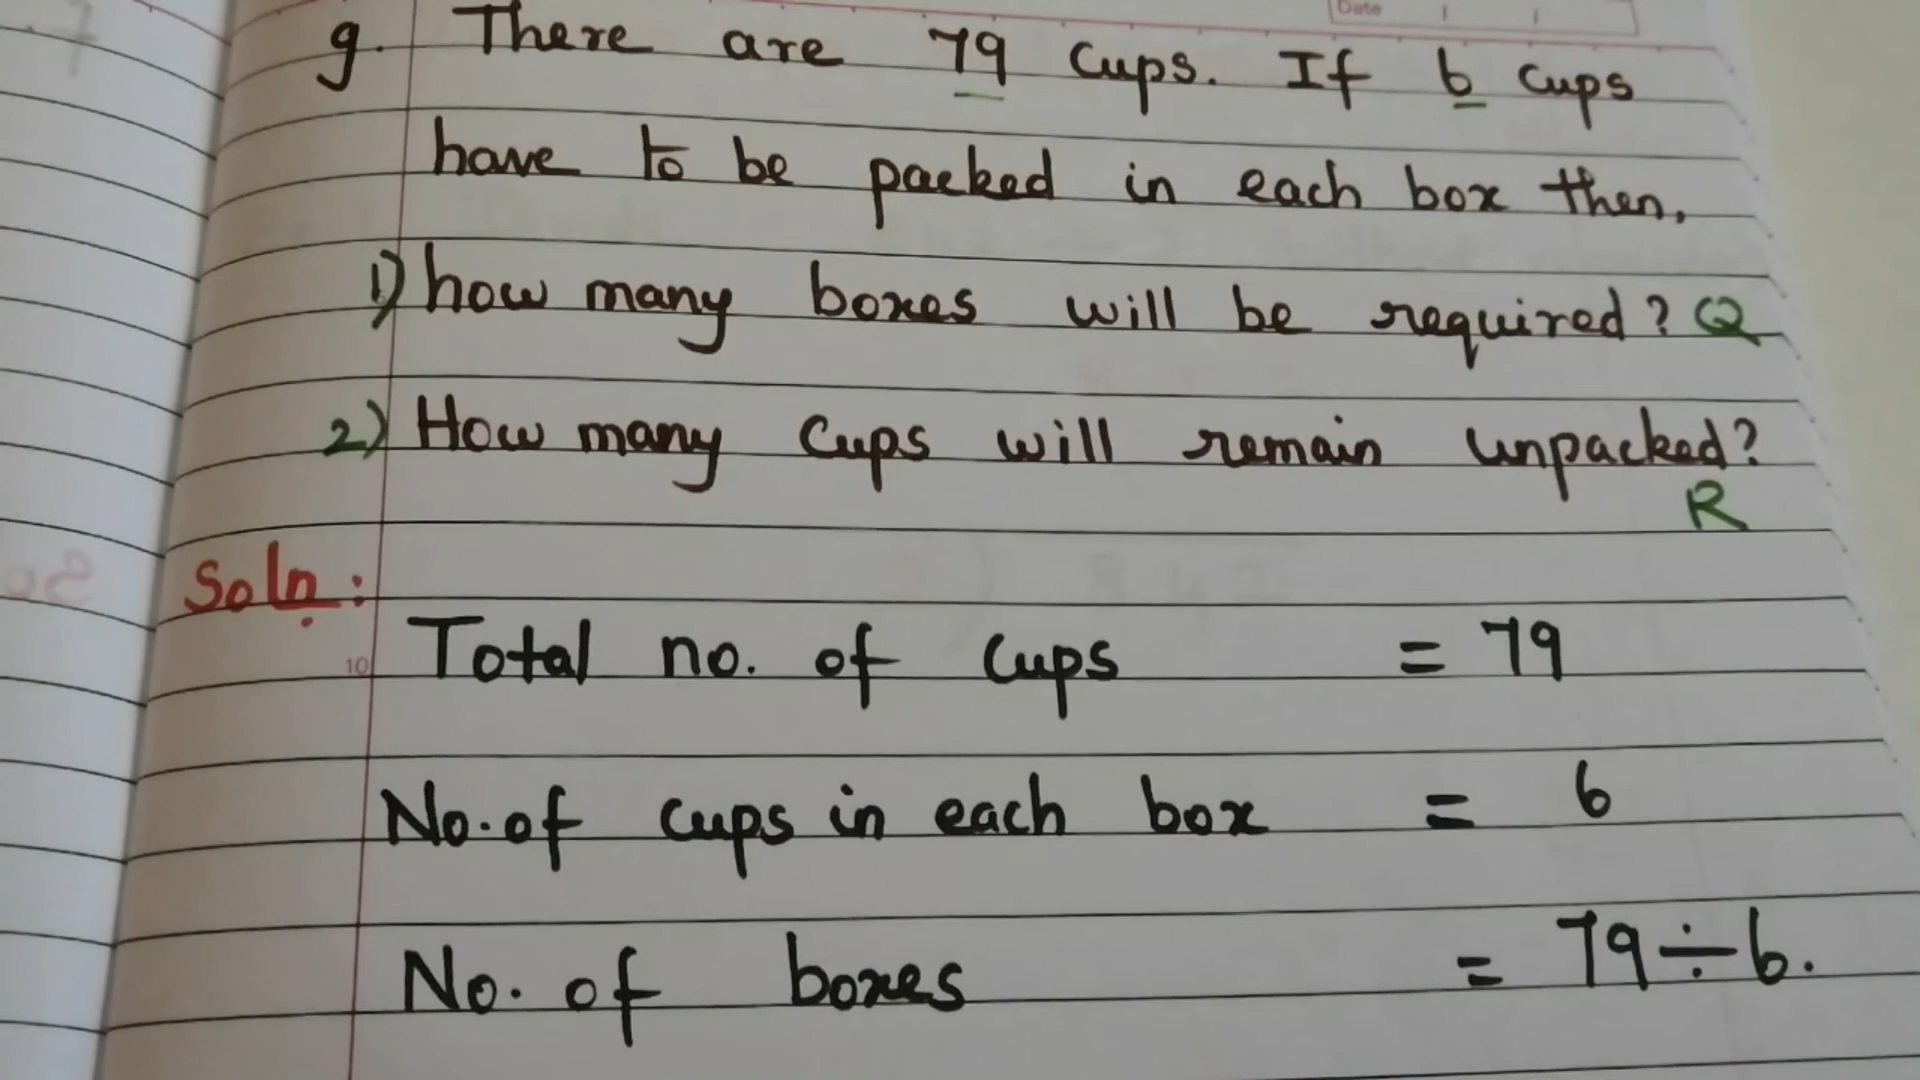 Date
g. There are 79 cups. If 6 cups
have to be packed in each box then,
1) how many boxes will be required? Q
2) How many cups will remain unpacked?
R
Soln:
10 Total no. of cups = 79
No. of cups in each box = 6
No. of boxes = 79 ÷ 6.